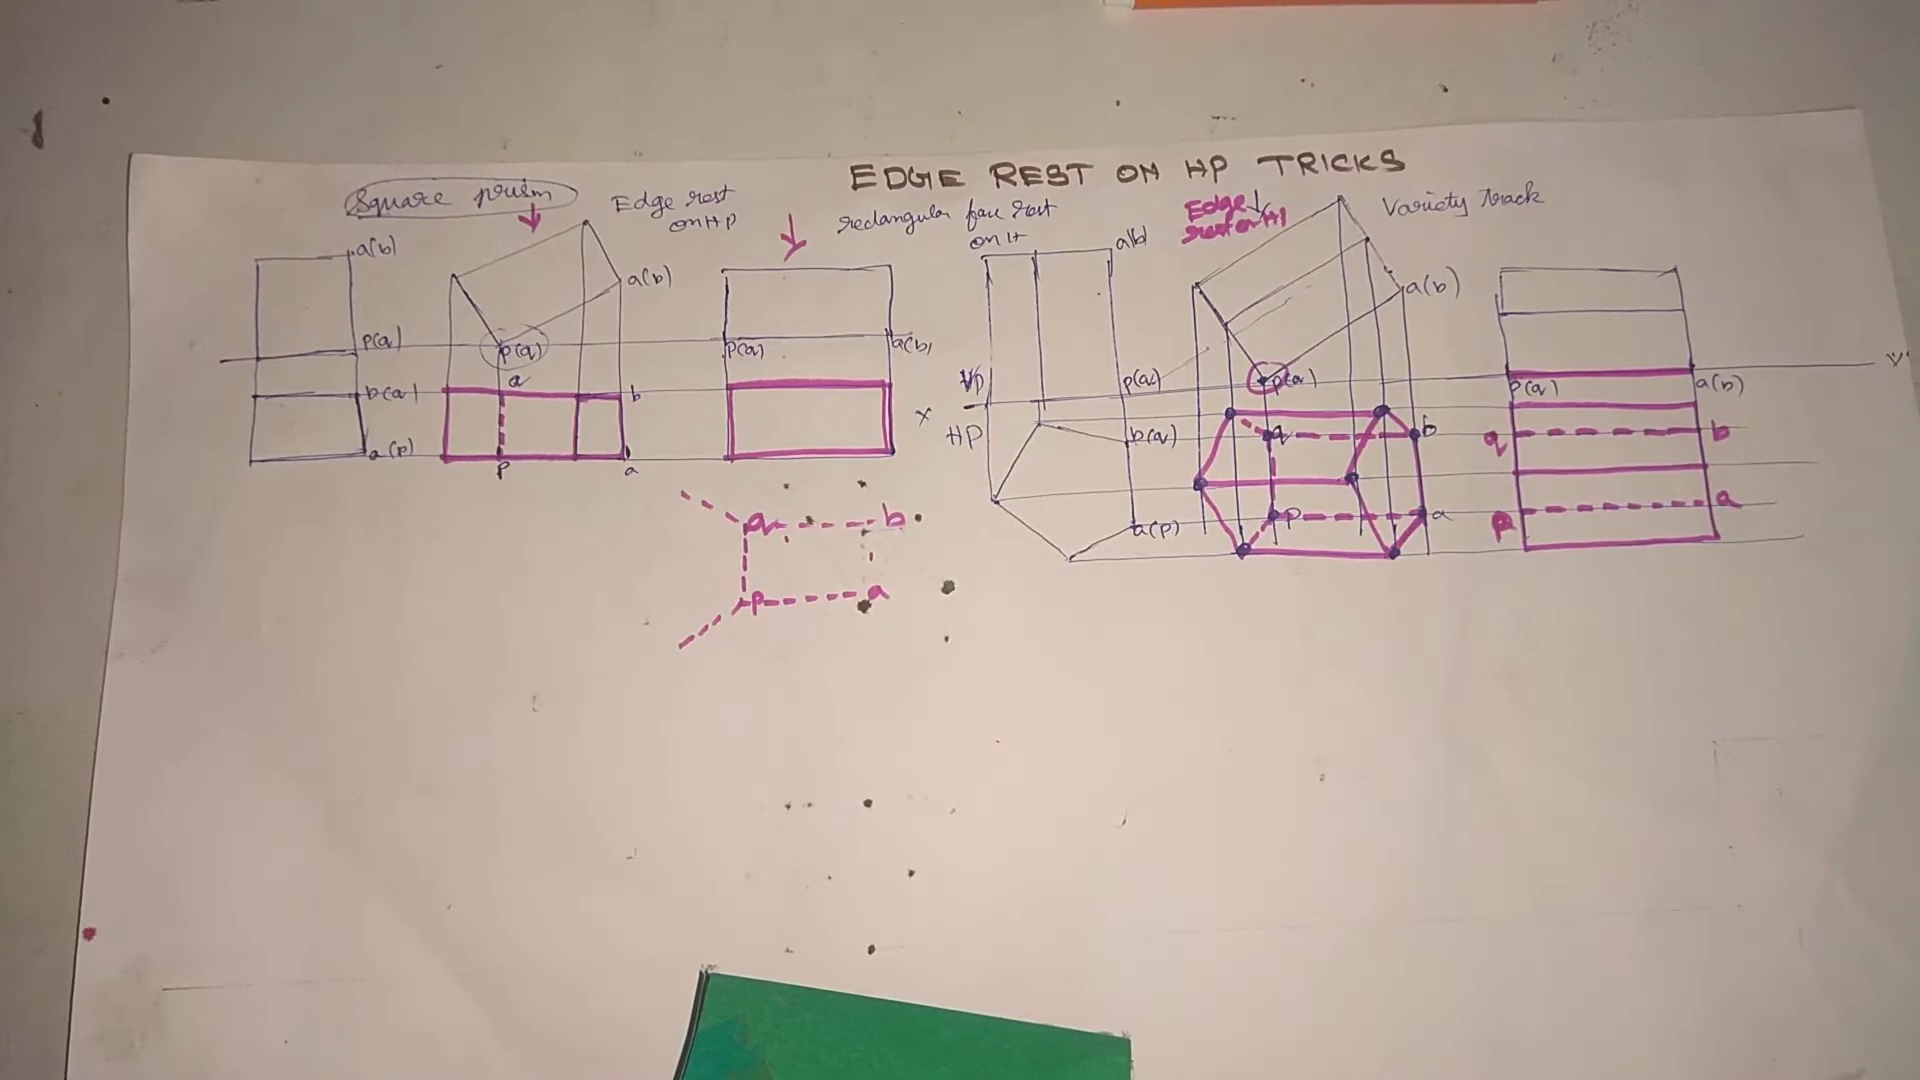 EDGE REST ON HP TRICKS
Square prism
Edge rest
on HP
rectangular face rest
on H
Edge
rest on HP
Variety track
a(b)
p(q)
b(q)
a(p)
a(b)
p(q)
q
b
p
a
p(q)
a(b)
X
VP
HP
a(b)
p(q)
b(q)
a(p)
a(b)
p(q)
q
b
p
a
p(q)
a(b)
q
b
p
a
Y
q
b
p
a